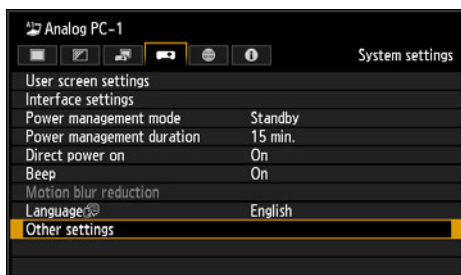 Analog PC-1
System settings
User screen settings
Interface settings
Power management mode Standby
Power management duration 15 min.
Direct power on On
Beep On
Motion blur reduction
Language English
Other settings